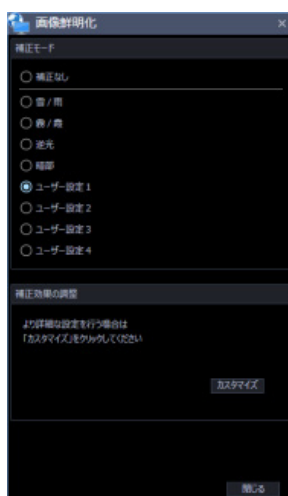 画像鮮明化
補正モード
補正なし
雪 / 雨
霧 / 靄
逆光
暗部
ユーザー設定 1
ユーザー設定 2
ユーザー設定 3
ユーザー設定 4
補正効果の調整
より詳細な設定を行う場合は
「カスタマイズ」をクリックしてください
カスタマイズ
閉じる